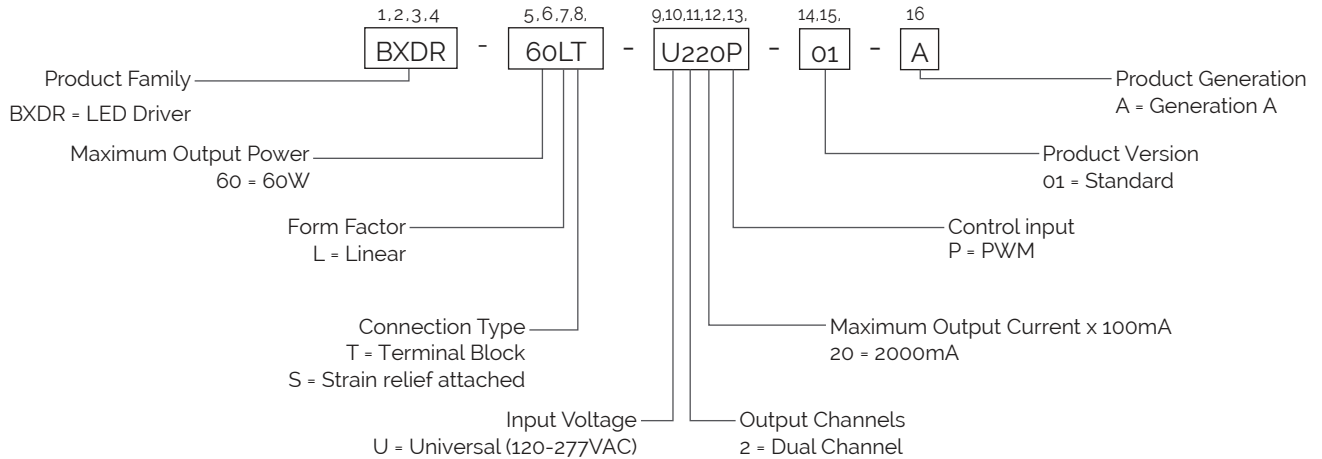 1,2,3,4 5,6,7,8, 9,10,11,12,13, 14,15, 16
BXDR - 60LT - U220P - 01 - A
Product Family
BXDR = LED Driver
Product Generation
A = Generation A
Maximum Output Power
60 = 60W
Product Version
01 = Standard
Form Factor
L = Linear
Control input
P = PWM
Connection Type
T = Terminal Block
S = Strain relief attached
Maximum Output Current x 100mA
20 = 2000mA
Input Voltage
U = Universal (120-277VAC)
Output Channels
2 = Dual Channel